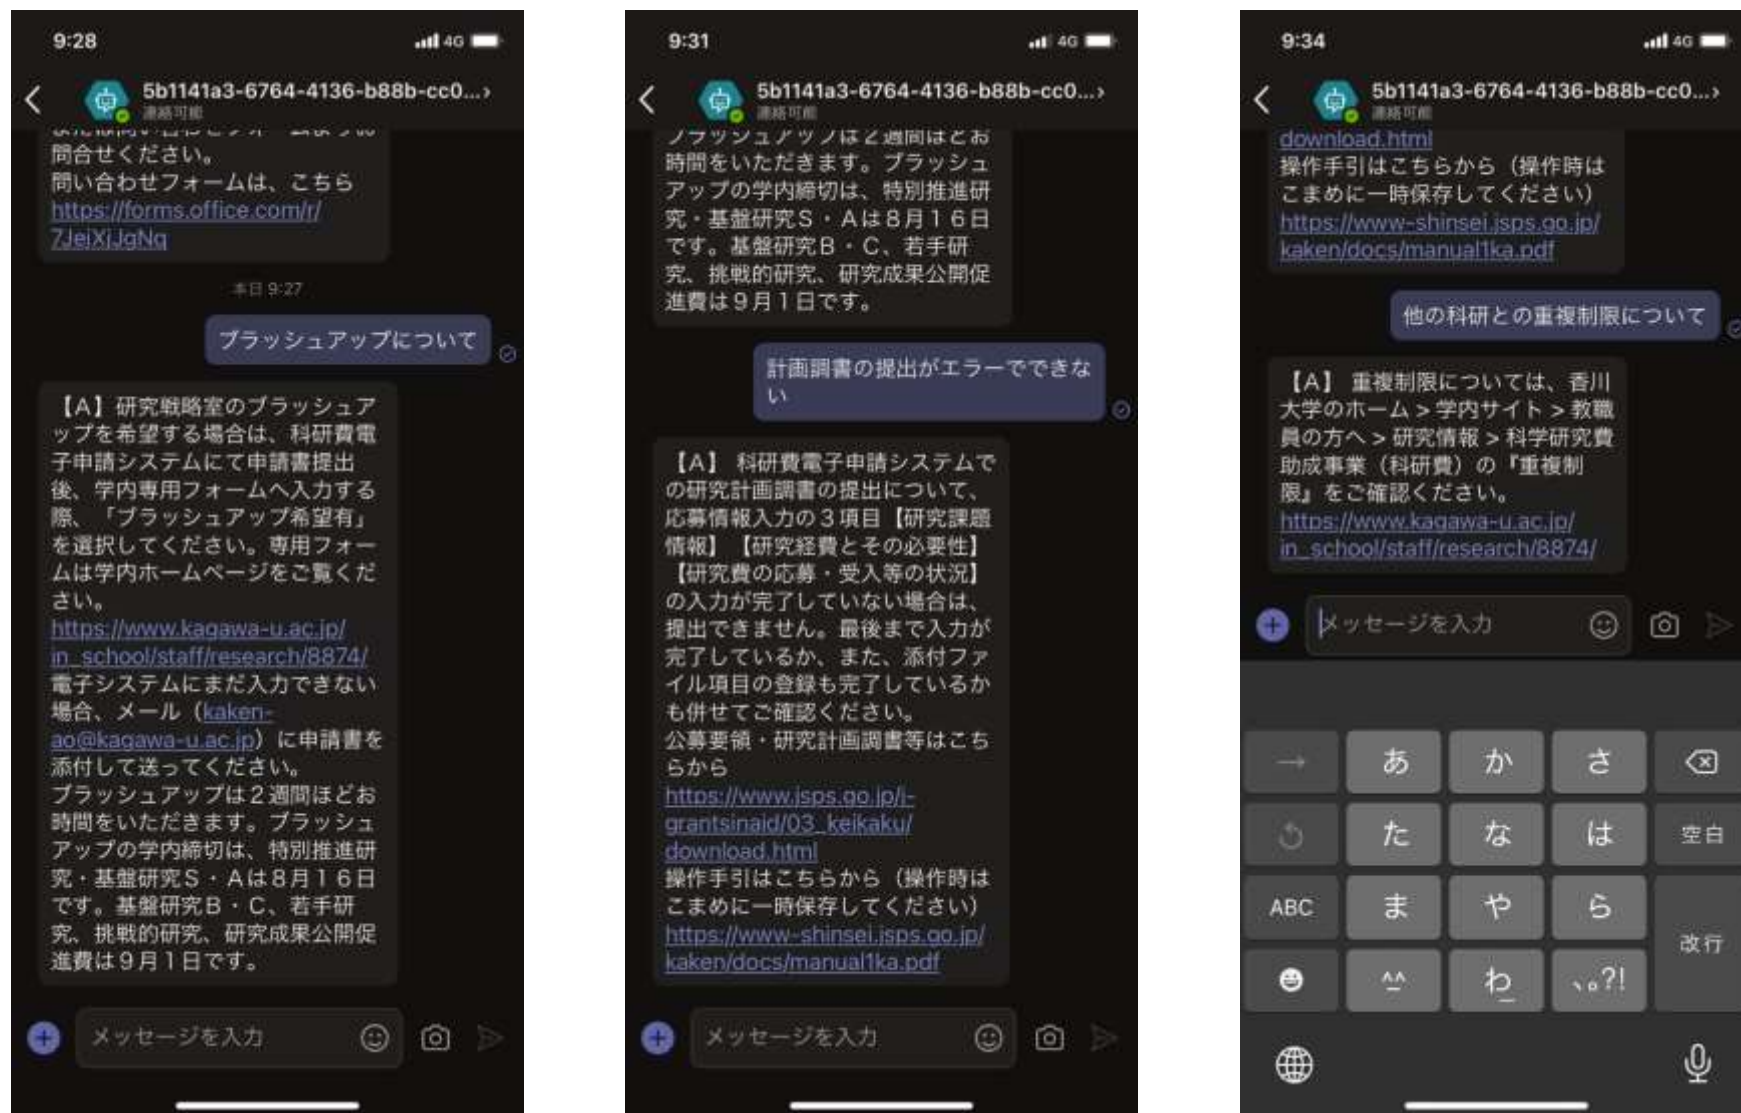 9:28
4G
5b1141a3-6764-4136-b88b-cc0...›
連絡可能
問合せください。
問い合わせフォームは、こちら
https://forms.office.com/r/
7JeiXjJgNq
本日 9:27
ブラッシュアップについて
【A】研究戦略室のブラッシュア
ップを希望する場合は、科研費電
子申請システムにて申請書提出
後、学内専用フォームへ入力する
際、「ブラッシュアップ希望有」
を選択してください。専用フォー
ムは学内ホームページをご覧くだ
さい。
https://www.kagawa-u.ac.jp/
in_school/staff/research/8874/
電子システムにまだ入力できない
場合、メール（kaken-
ao@kagawa-u.ac.jp）に申請書を
添付して送ってください。
ブラッシュアップは２週間ほどお
時間をいただきます。ブラッシュ
アップの学内締切は、特別推進研
究・基盤研究Ｓ・Ａは８月１６日
です。基盤研究Ｂ・Ｃ、若手研
究、挑戦的研究、研究成果公開促
進費は９月１日です。
メッセージを入力
9:31
4G
5b1141a3-6764-4136-b88b-cc0...›
連絡可能
ブラッシュアップは２週間ほどお
時間をいただきます。ブラッシュ
アップの学内締切は、特別推進研
究・基盤研究Ｓ・Ａは８月１６日
です。基盤研究Ｂ・Ｃ、若手研
究、挑戦的研究、研究成果公開促
進費は９月１日です。
計画調書の提出がエラーでできな
い
【A】 科研費電子申請システムで
の研究計画調書の提出について、
応募情報入力の３項目【研究課題
情報】【研究経費とその必要性】
【研究費の応募・受入等の状況】
の入力が完了していない場合は、
提出できません。最後まで入力が
完了しているか、また、添付ファ
イル項目の登録も完了しているか
も併せてご確認ください。
公募要領・研究計画調書等はこち
らから
https://www.jsps.go.jp/j-
grantsinaid/03_keikaku/
download.html
操作手引はこちらから（操作時は
こまめに一時保存してください）
https://www-shinsei.jsps.go.jp/
kaken/docs/manual1ka.pdf
メッセージを入力
9:34
4G
5b1141a3-6764-4136-b88b-cc0...›
連絡可能
download.html
操作手引はこちらから（操作時は
こまめに一時保存してください）
https://www-shinsei.jsps.go.jp/
kaken/docs/manual1ka.pdf
他の科研との重複制限について
【A】 重複制限については、香川
大学のホーム > 学内サイト > 教職
員の方へ > 研究情報 > 科学研究費
助成事業（科研費）の『重複制
限』をご確認ください。
https://www.kagawa-u.ac.jp/
in_school/staff/research/8874/
メッセージを入力
→ あ か さ
た な は 空白
ABC ま や ら
改行
^^ わ 、。?!